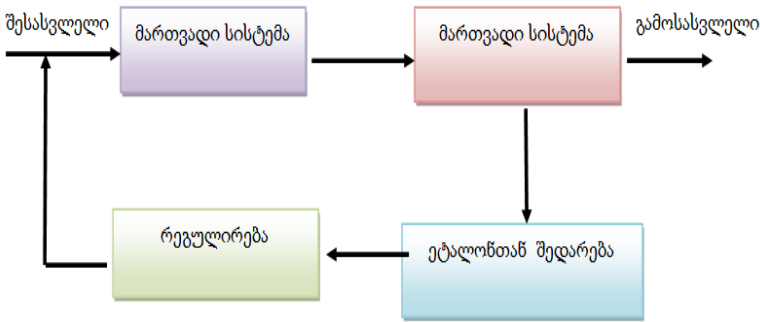 შესასვლელი
მართვადი სისტემა
მართვადი სისტემა
გამოსასვლელი
რეგულირება
ეტალონთან შედარება